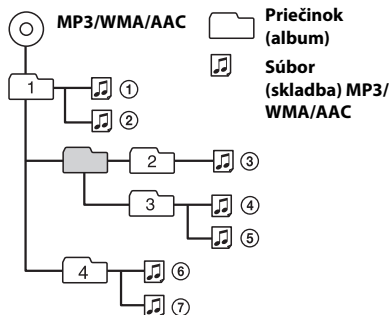 MP3/WMA/AAC
Priečinok
(album)
Súbor
(skladba) MP3/
WMA/AAC
1
①
②
2
③
3
④
⑤
4
⑥
⑦